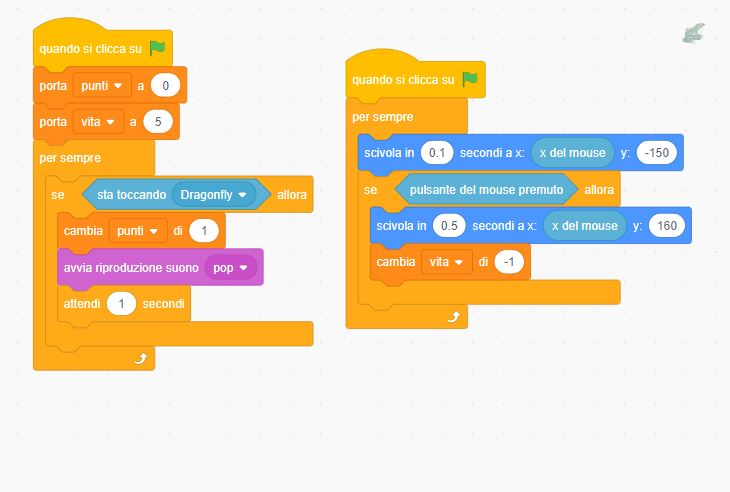 quando si clicca su
porta punti a 0
porta vita a 5
per sempre
se sta toccando Dragonfly allora
cambia punti di 1
avvia riproduzione suono pop
attendi 1 secondi
quando si clicca su
per sempre
scivola in 0.1 secondi a x: x del mouse y: -150
se pulsante del mouse premuto allora
scivola in 0.5 secondi a x: x del mouse y: 160
cambia vita di -1